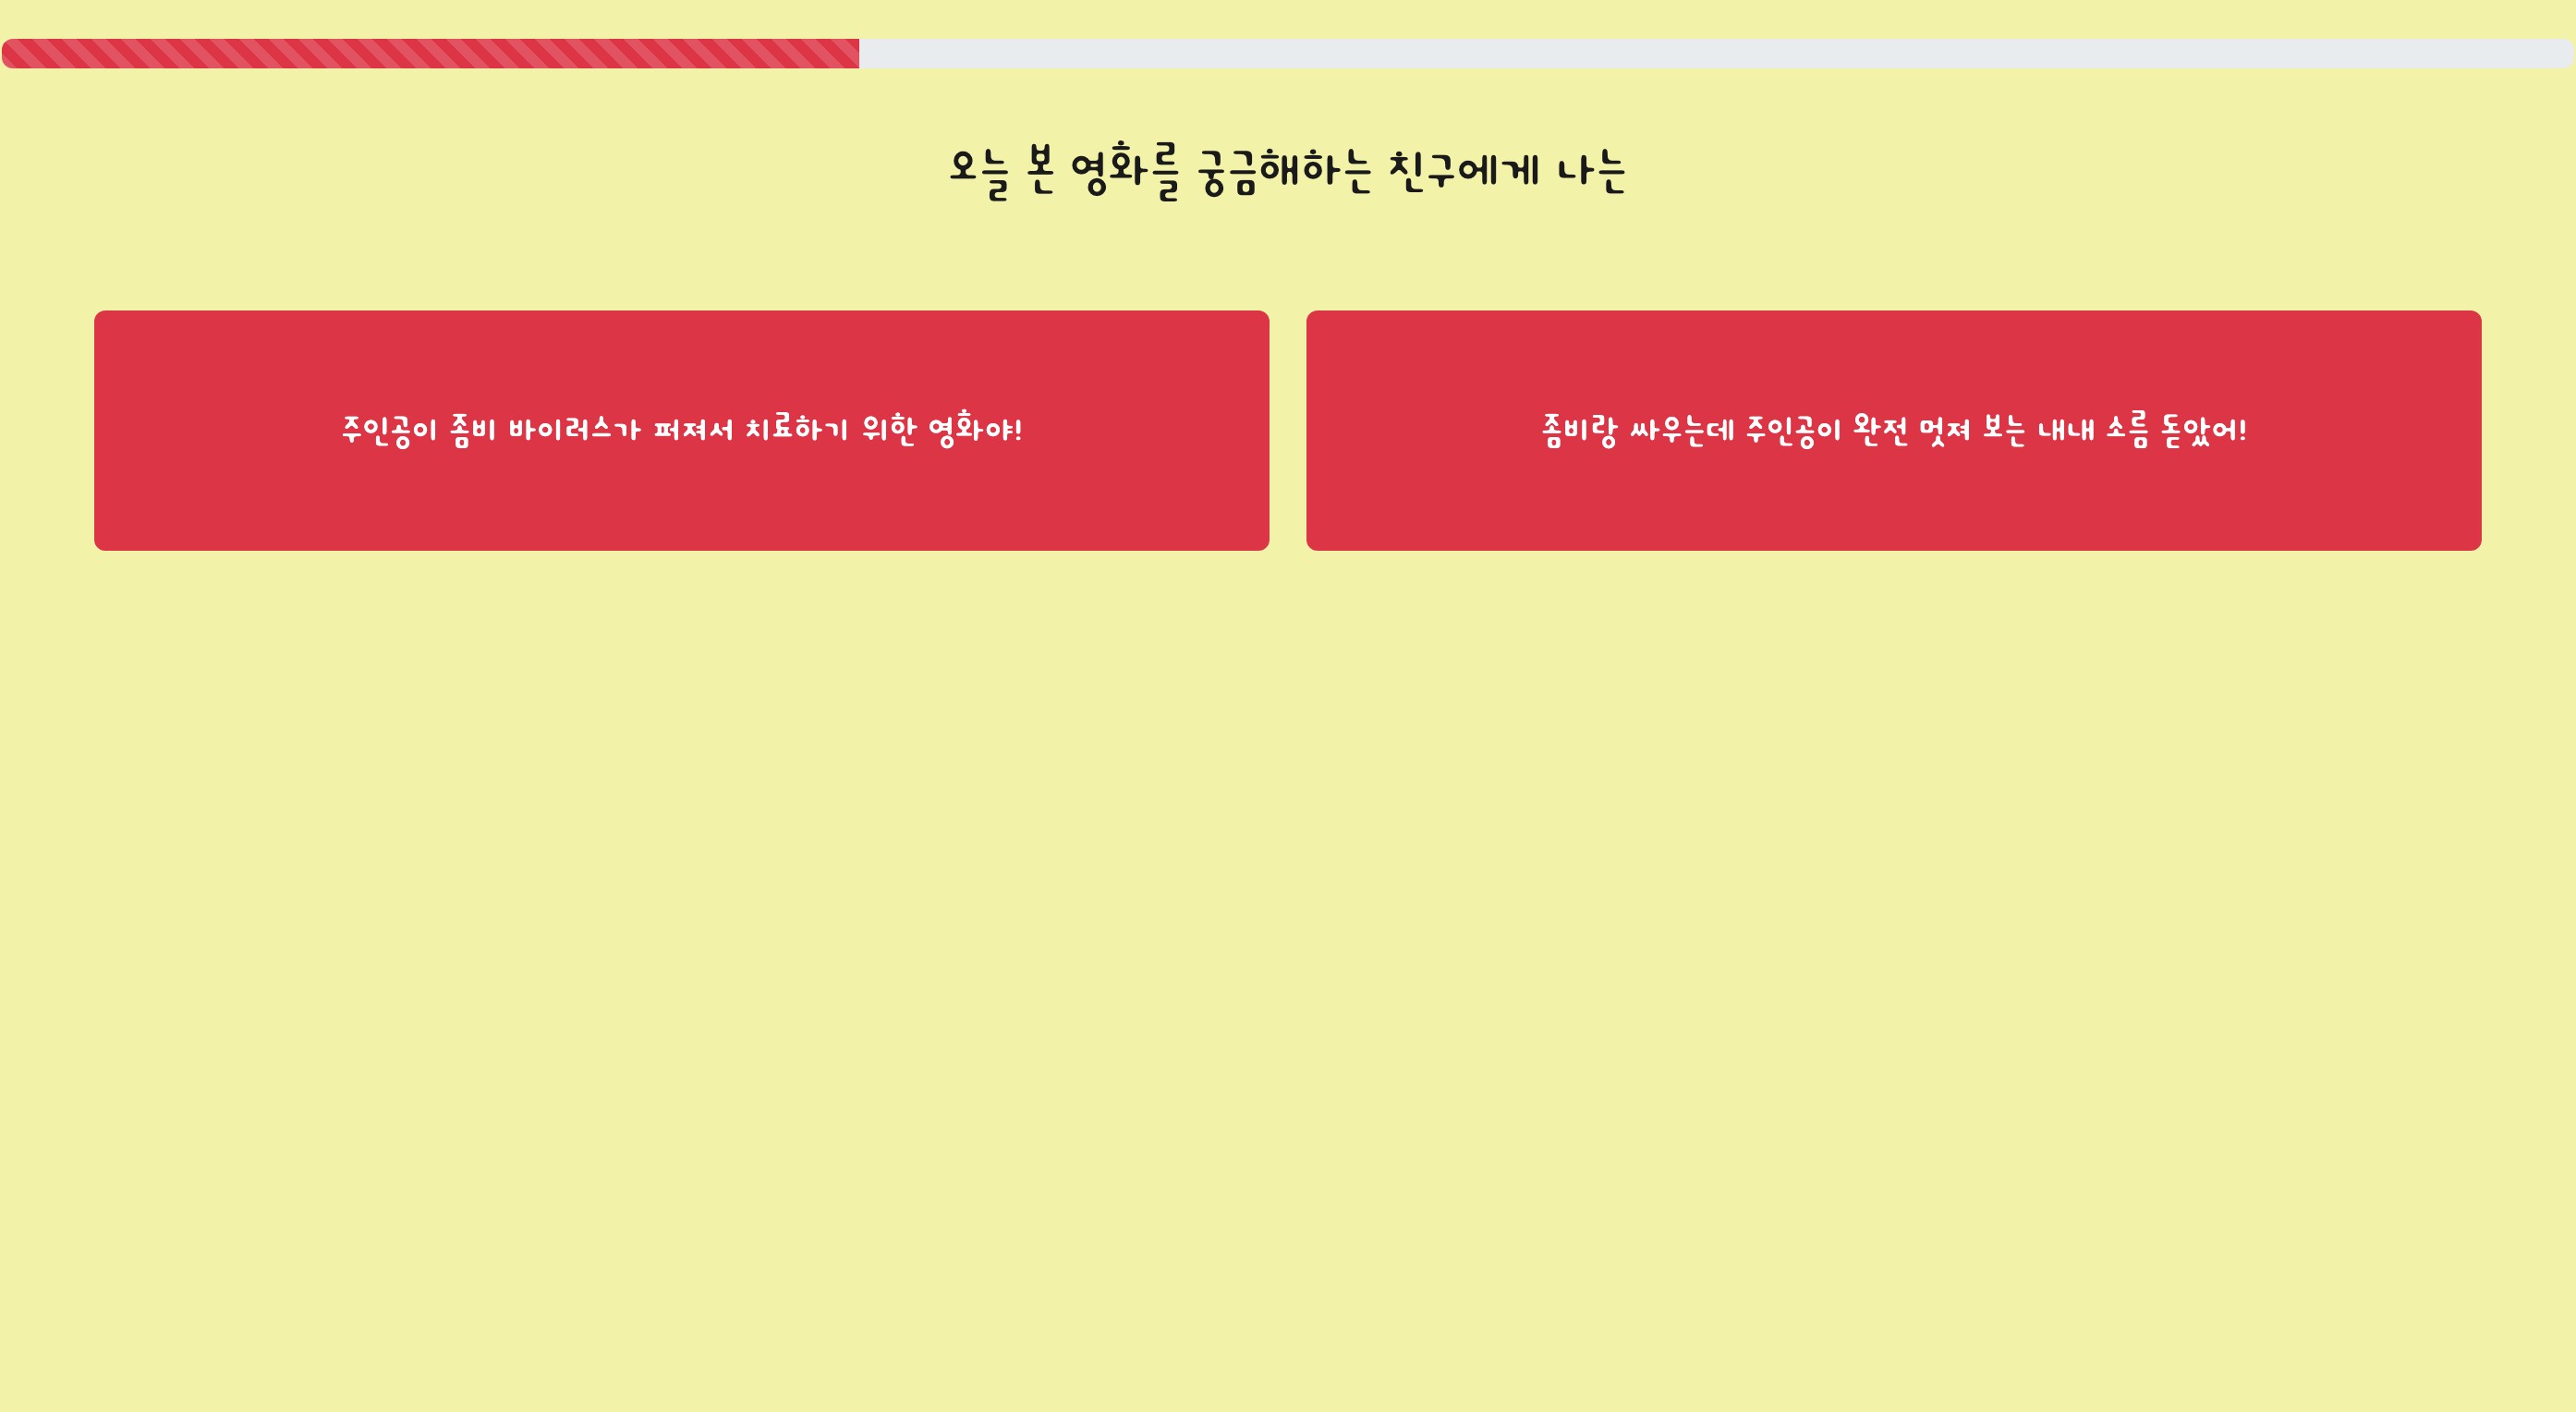 오늘 본 영화를 궁금해하는 친구에게 나는
주인공이 좀비 바이러스가 퍼져서 치료하기 위한 영화야!
좀비랑 싸우는데 주인공이 완전 멋져 보는 내내 소름 돋았어!